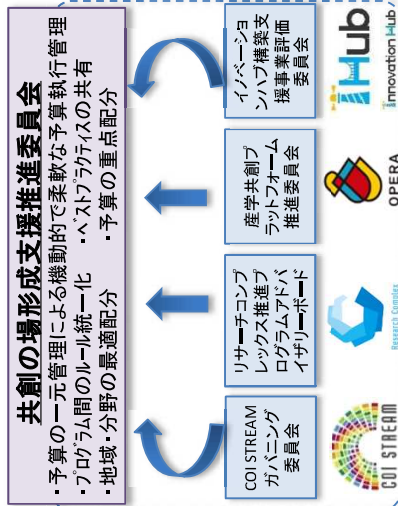 共創の場形成支援推進委員会
・予算の一元管理による機動的で柔軟な予算執行管理
・プログラム間のルール統一化 ・ベストプラクティスの共有
・地域・分野の最適配分 ・予算の重点配分
COI STREAM
ガバニング
委員会
リサーチコンプ
レックス推進プ
ログラムアドバ
イザリーボード
産学共創プ
ラットフォーム
推進委員会
イノベーショ
ンハブ構築支
援事業評価
委員会
COI STREAM
Research Complex
OPERA
iHub
innovation Hub